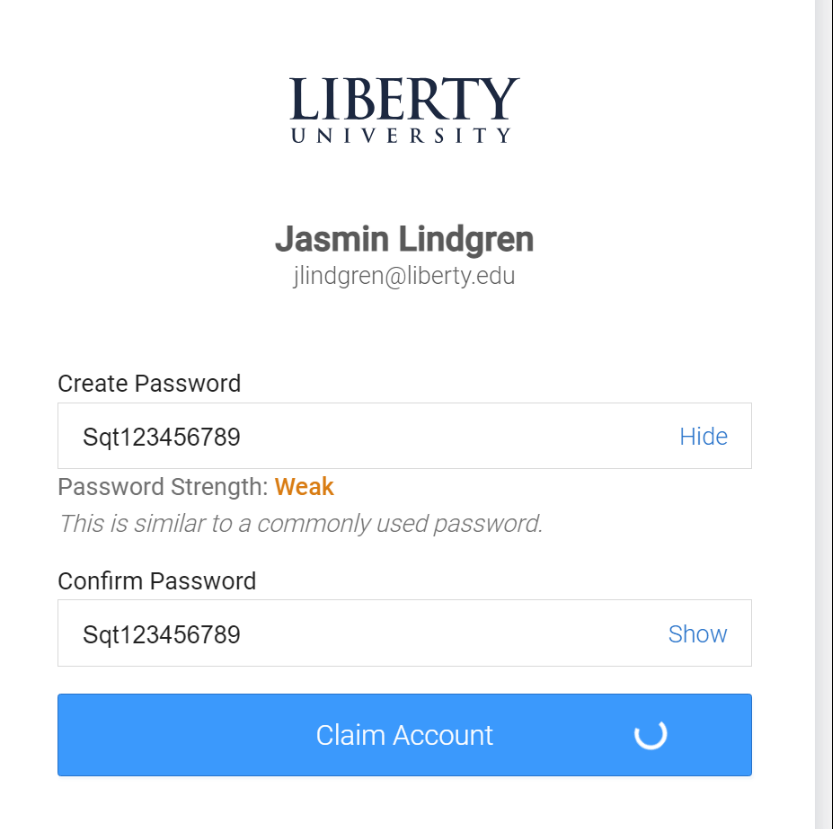 LIBERTY
UNIVERSITY
Jasmin Lindgren
jlindgren@liberty.edu
Create Password
Sqt123456789 Hide
Password Strength: Weak
This is similar to a commonly used password.
Confirm Password
Sqt123456789 Show
Claim Account